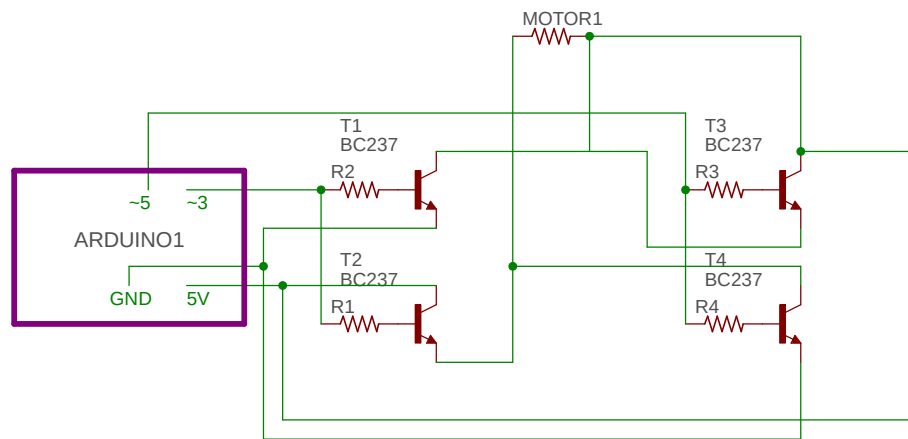 MOTOR1
T1
BC237
R2
T3
BC237
R3
~5
~3
ARDUINO1
GND
5V
T2
BC237
R1
T4
BC237
R4